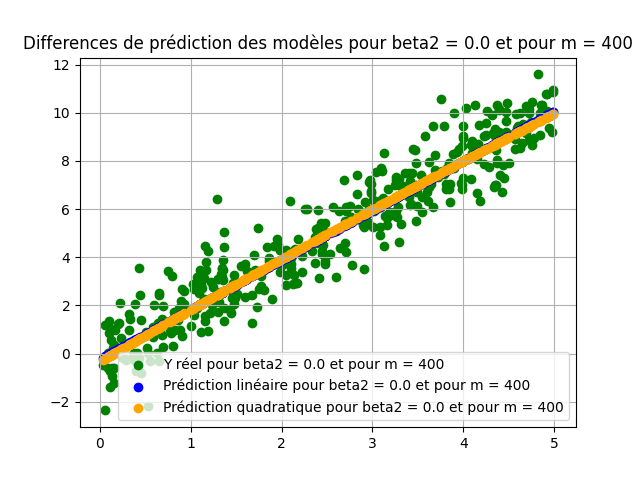 Differences de prédiction des modèles pour beta2 = 0.0 et pour m = 400
12
10
8
6
4
2
0
−2
Y réel pour beta2 = 0.0 et pour m = 400
Prédiction linéaire pour beta2 = 0.0 et pour m = 400
Prédiction quadratique pour beta2 = 0.0 et pour m = 400
0 1 2 3 4 5